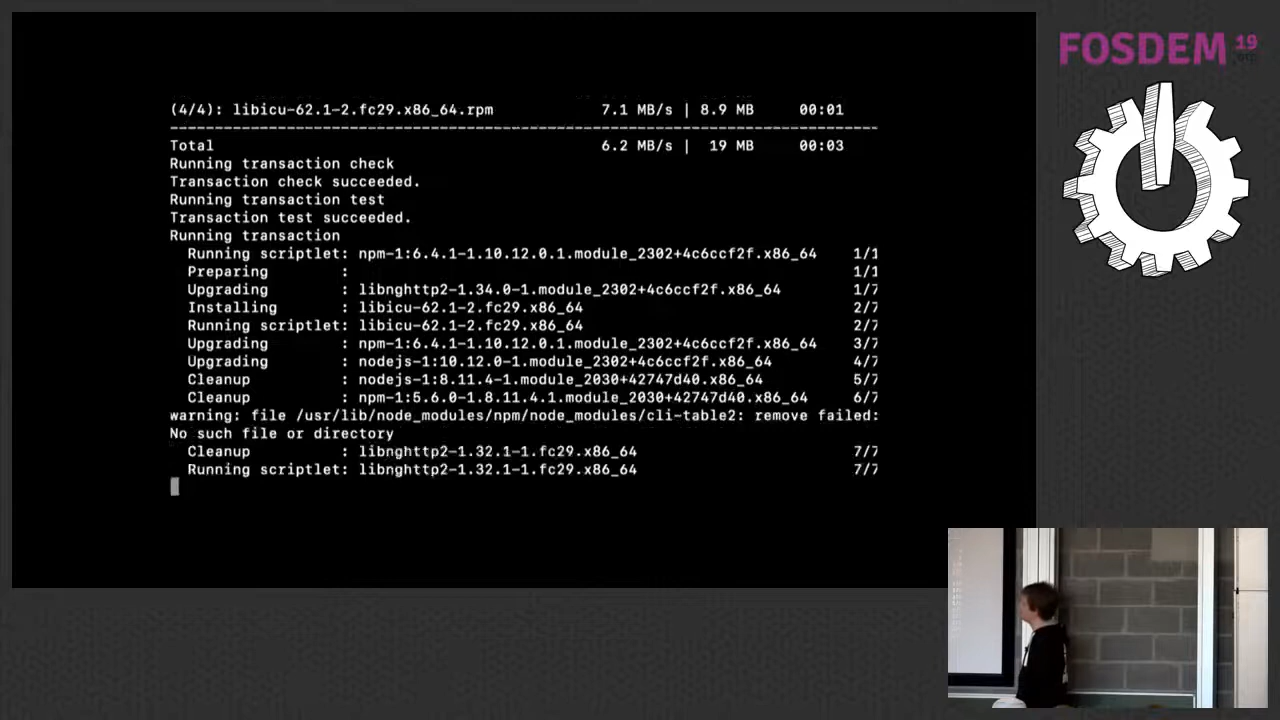 FOSDEM 19
.org
(4/4): libicu-62.1-2.fc29.x86_64.rpm 7.1 MB/s | 8.9 MB 00:01
--------------------------------------------------------------------------------
Total 6.2 MB/s | 19 MB 00:03
Running transaction check
Transaction check succeeded.
Running transaction test
Transaction test succeeded.
Running transaction
Running scriptlet: npm-1:6.4.1-1.10.12.0.1.module_2302+4c6ccf2f.x86_64 1/1
Preparing : 1/1
Upgrading : libnghttp2-1.34.0-1.module_2302+4c6ccf2f.x86_64 1/7
Installing : libicu-62.1-2.fc29.x86_64 2/7
Running scriptlet: libicu-62.1-2.fc29.x86_64 2/7
Upgrading : npm-1:6.4.1-1.10.12.0.1.module_2302+4c6ccf2f.x86_64 3/7
Upgrading : nodejs-1:10.12.0-1.module_2302+4c6ccf2f.x86_64 4/7
Cleanup : nodejs-1:8.11.4-1.module_2030+42747d40.x86_64 5/7
Cleanup : npm-1:5.6.0-1.8.11.4.1.module_2030+42747d40.x86_64 6/7
warning: file /usr/lib/node_modules/npm/node_modules/cli-table2: remove failed:
No such file or directory
Cleanup : libnghttp2-1.32.1-1.fc29.x86_64 7/7
Running scriptlet: libnghttp2-1.32.1-1.fc29.x86_64 7/7